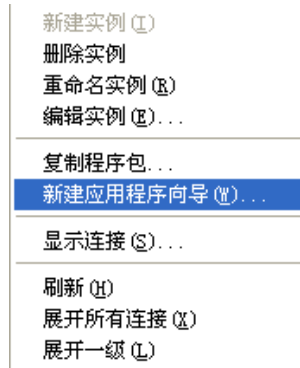 新建实例(I)
删除实例
重命名实例(R)
编辑实例(E)...
复制程序包...
新建应用程序向导(W)...
显示连接(S)...
刷新(H)
展开所有连接(X)
展开一级(L)